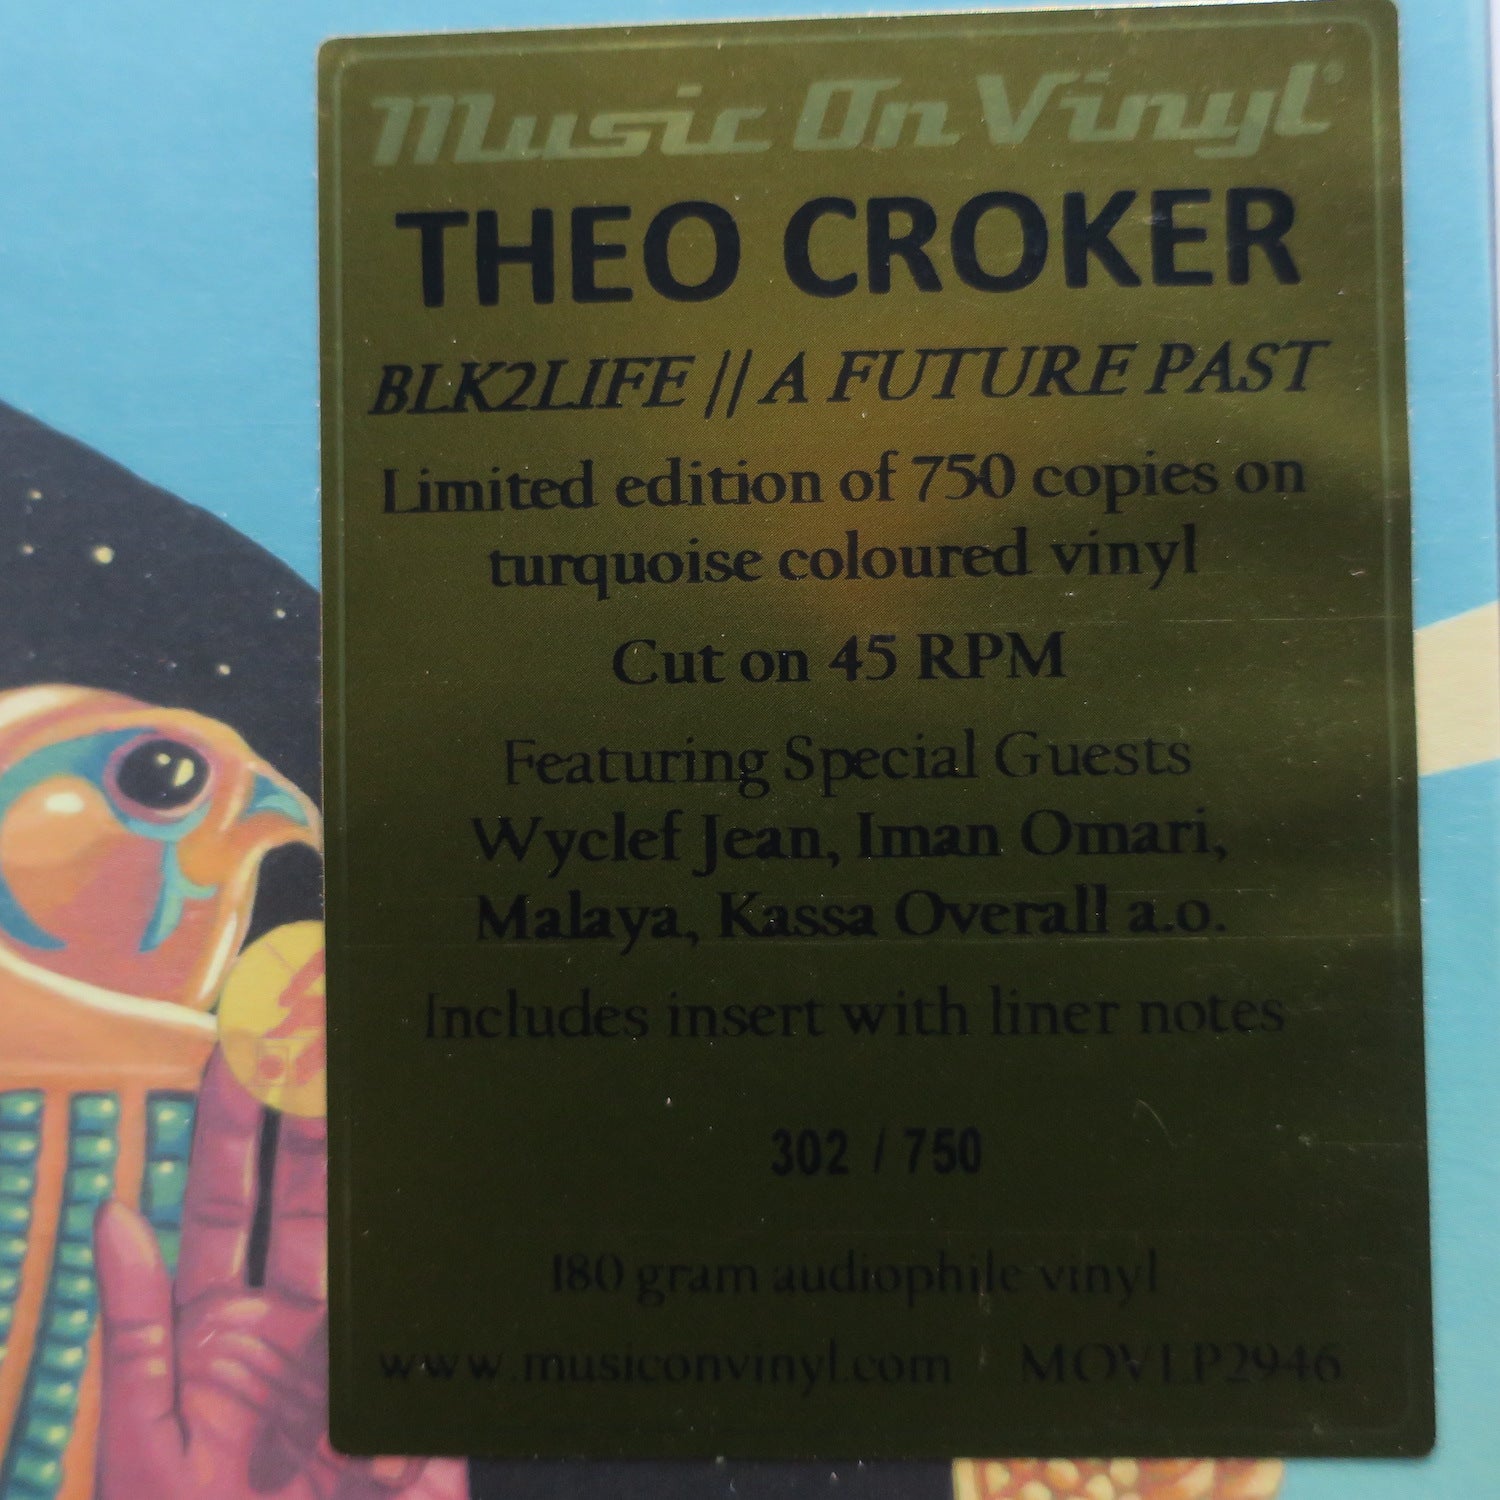 Music On Vinyl®
THEO CROKER
BLK2LIFE // A FUTURE PAST
Limited edition of 750 copies on
turquoise coloured vinyl
Cut on 45 RPM
Featuring Special Guests
Wyclef Jean, Iman Omari,
Malaya, Kassa Overall a.o.
Includes insert with liner notes
302 / 750
180 gram audiophile vinyl
www.musiconvinyl.com MOVLP2946